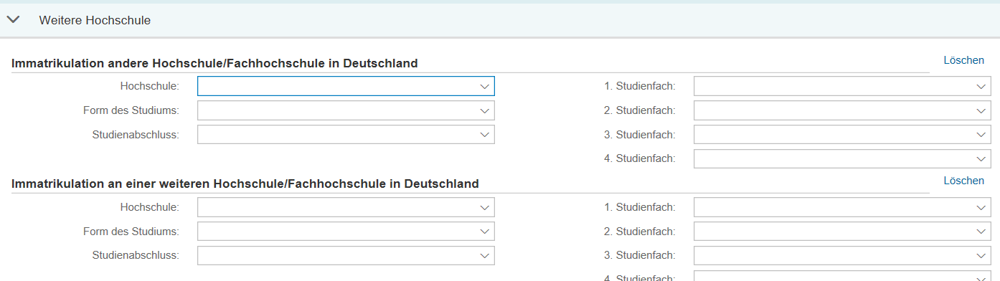 Weitere Hochschule
Immatrikulation andere Hochschule/Fachhochschule in Deutschland
Löschen
Hochschule:
1. Studienfach:
Form des Studiums:
2. Studienfach:
Studienabschluss:
3. Studienfach:
4. Studienfach:
Immatrikulation an einer weiteren Hochschule/Fachhochschule in Deutschland
Löschen
Hochschule:
1. Studienfach:
Form des Studiums:
2. Studienfach:
Studienabschluss:
3. Studienfach:
4. Studienfach: